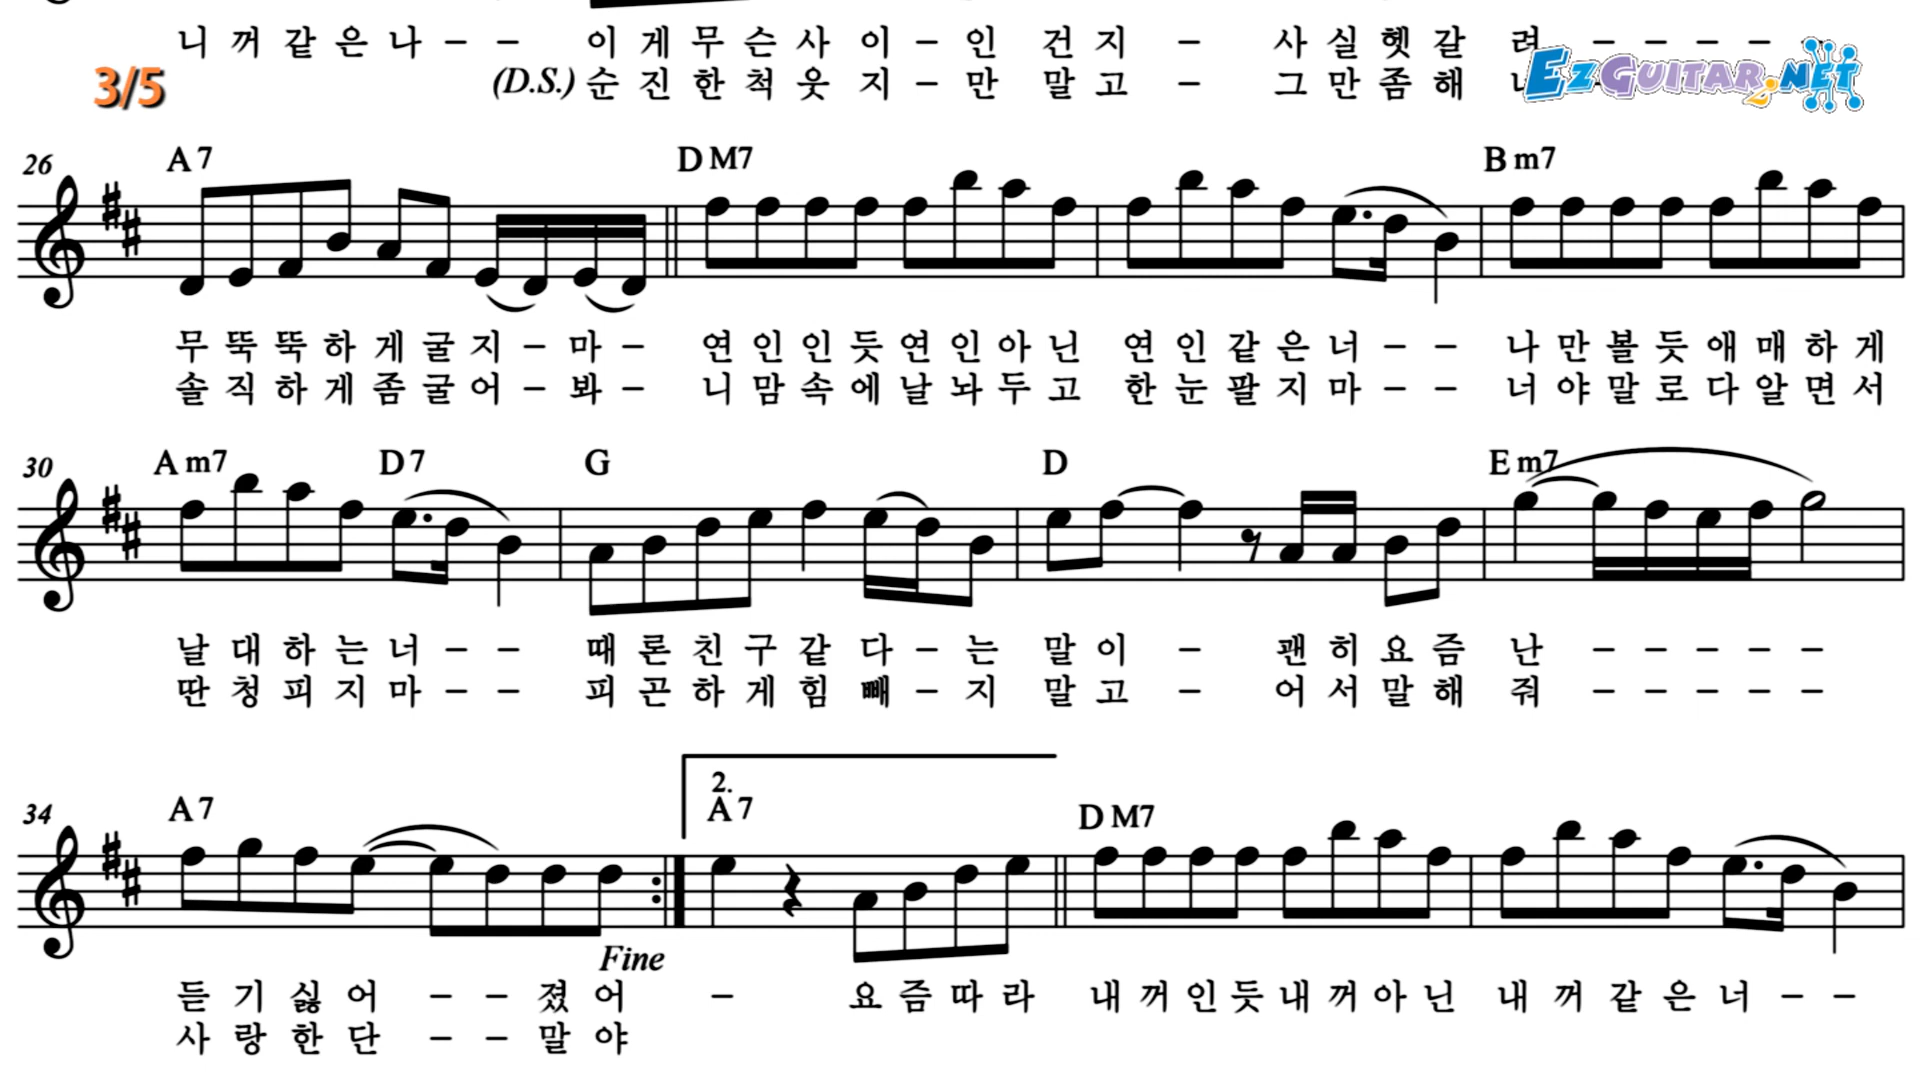 니 꺼 같 은 나 - - 이 게 무 슨 사 이 - 인 건 지 - 사 실 헷 갈 려 - - - - -
3/5 (D.S.) 순 진 한 척 웃 지 - 만 말 고 - 그 만 좀 해 EZGUITAR2.NET
26 A7 DM7 Bm7
무 뚝 뚝 하 게 굴 지 - 마 - 연 인 인 듯 연 인 아 닌 연 인 같 은 너 - - 나 만 볼 듯 애 매 하 게
솔 직 하 게 좀 굴 어 - 봐 - 니 맘 속 에 날 놔 두 고 한 눈 팔 지 마 - - 너 야 말 로 다 알 면 서
30 Am7 D7 G D Em7
날 대 하 는 너 - - 때 론 친 구 같 다 - 는 말 이 - 괜 히 요 즘 난 - - - - -
딴 청 피 지 마 - - 피 곤 하 게 힘 빼 - 지 말 고 - 어 서 말 해 줘 - - - - -
2.
34 A7 A7 DM7
Fine
듣 기 싫 어 - - 졌 어 - 요 즘 따 라 내 꺼 인 듯 내 꺼 아 닌 내 꺼 같 은 너 - -
사 랑 한 단 - - 말 야